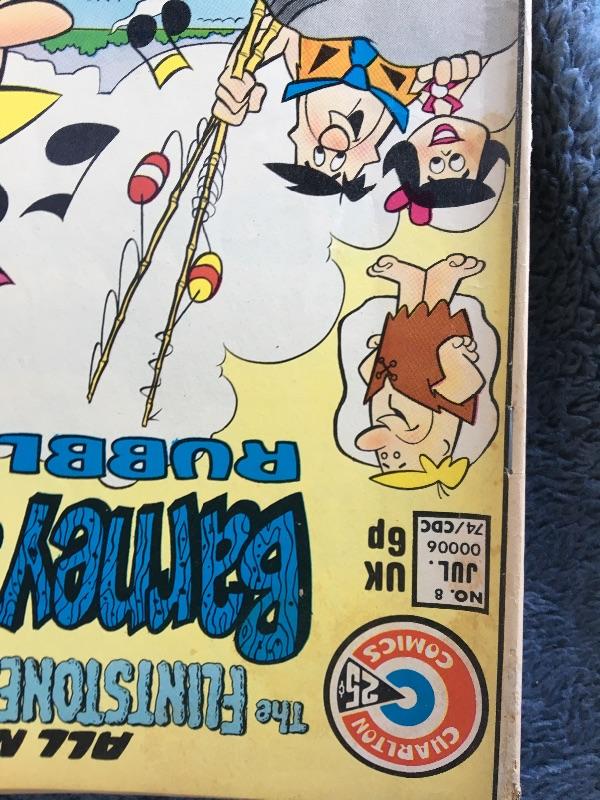 ALL
The FLINTSTONE
Barney
RUBBL
CHARLTON
COMICS
25¢
C
NO. 8
JUL.
00006
74/CDC
UK
6p